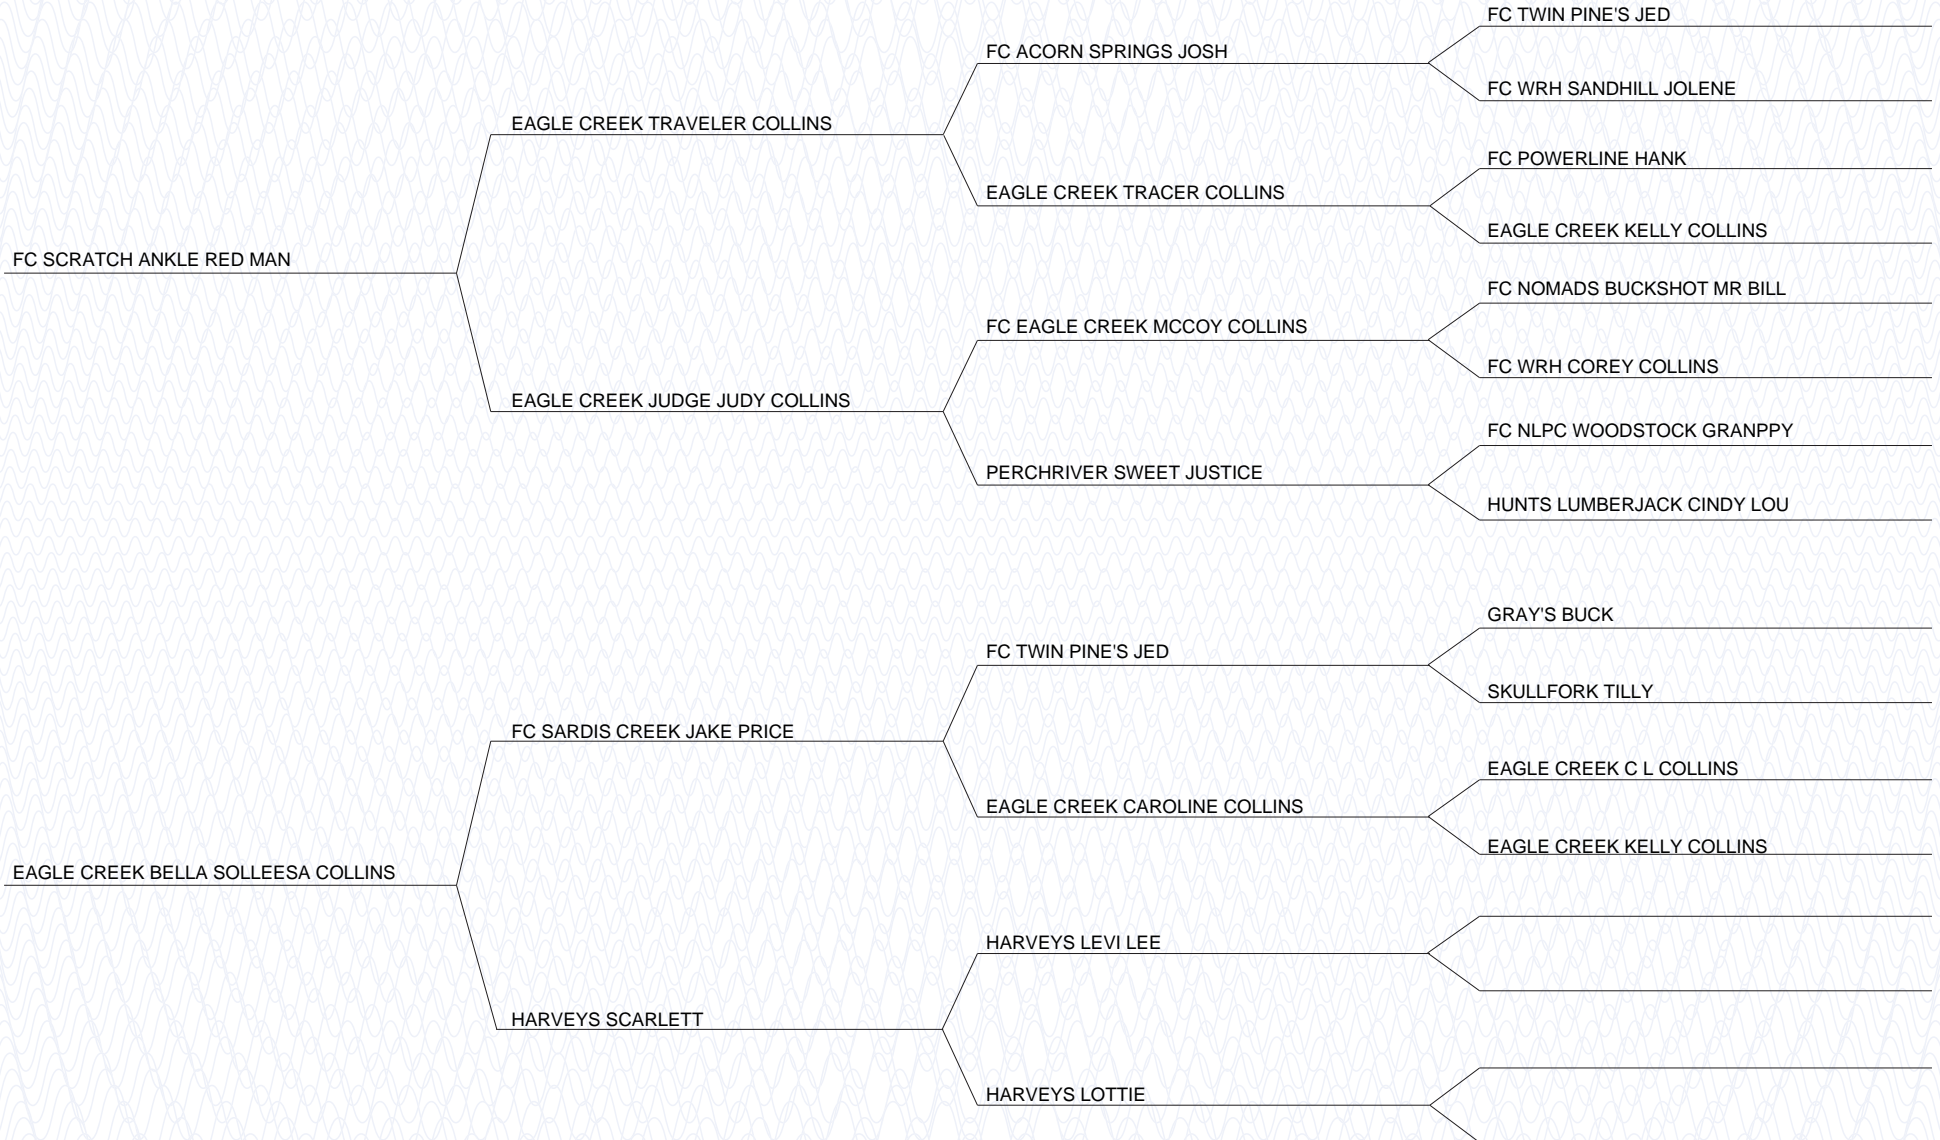 FC TWIN PINE'S JED
FC ACORN SPRINGS JOSH
FC WRH SANDHILL JOLENE
EAGLE CREEK TRAVELER COLLINS
FC POWERLINE HANK
EAGLE CREEK TRACER COLLINS
EAGLE CREEK KELLY COLLINS
FC SCRATCH ANKLE RED MAN
FC NOMADS BUCKSHOT MR BILL
FC EAGLE CREEK MCCOY COLLINS
FC WRH COREY COLLINS
EAGLE CREEK JUDGE JUDY COLLINS
FC NLPC WOODSTOCK GRANPPY
PERCHRIVER SWEET JUSTICE
HUNTS LUMBERJACK CINDY LOU
GRAY'S BUCK
FC TWIN PINE'S JED
SKULLFORK TILLY
FC SARDIS CREEK JAKE PRICE
EAGLE CREEK C L COLLINS
EAGLE CREEK CAROLINE COLLINS
EAGLE CREEK KELLY COLLINS
EAGLE CREEK BELLA SOLLEESA COLLINS
HARVEYS LEVI LEE
HARVEYS SCARLETT
HARVEYS LOTTIE